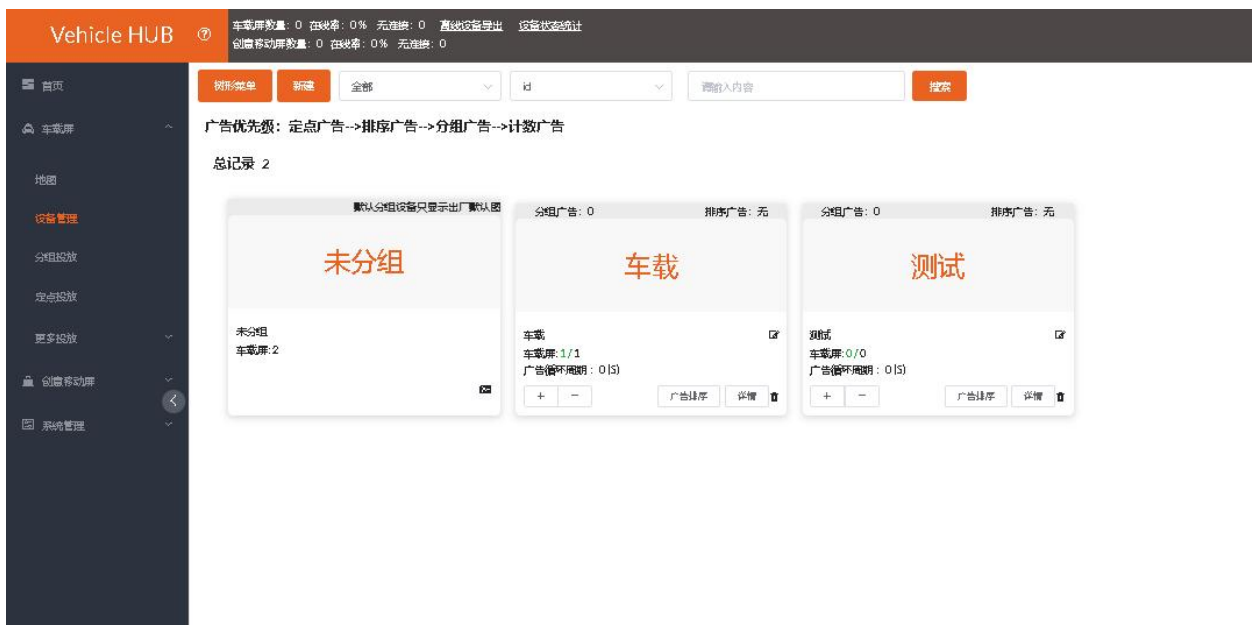 Vehicle HUB
车载屏数量: 0 在线率: 0% 无连接: 0 离线设备导出 设备状态统计
创意移动屏数量: 0 在线率: 0% 无连接: 0
首页
车载屏
地图
设备管理
分组投放
定点投放
更多投放
创意移动屏
系统管理
树形菜单 新建 全部 id 请输入内容 搜索
广告优先级：定点广告-->排序广告-->分组广告-->计数广告
总记录 2
默认分组设备只显示出厂默认图
未分组
未分组
车载屏:2
分组广告: 0 排序广告: 无
车载
车载
车载屏:1/1
广告循环周期: 0(S)
+ −
广告排序 详情
分组广告: 0 排序广告: 无
测试
测试
车载屏:0/0
广告循环周期: 0(S)
+ −
广告排序 详情